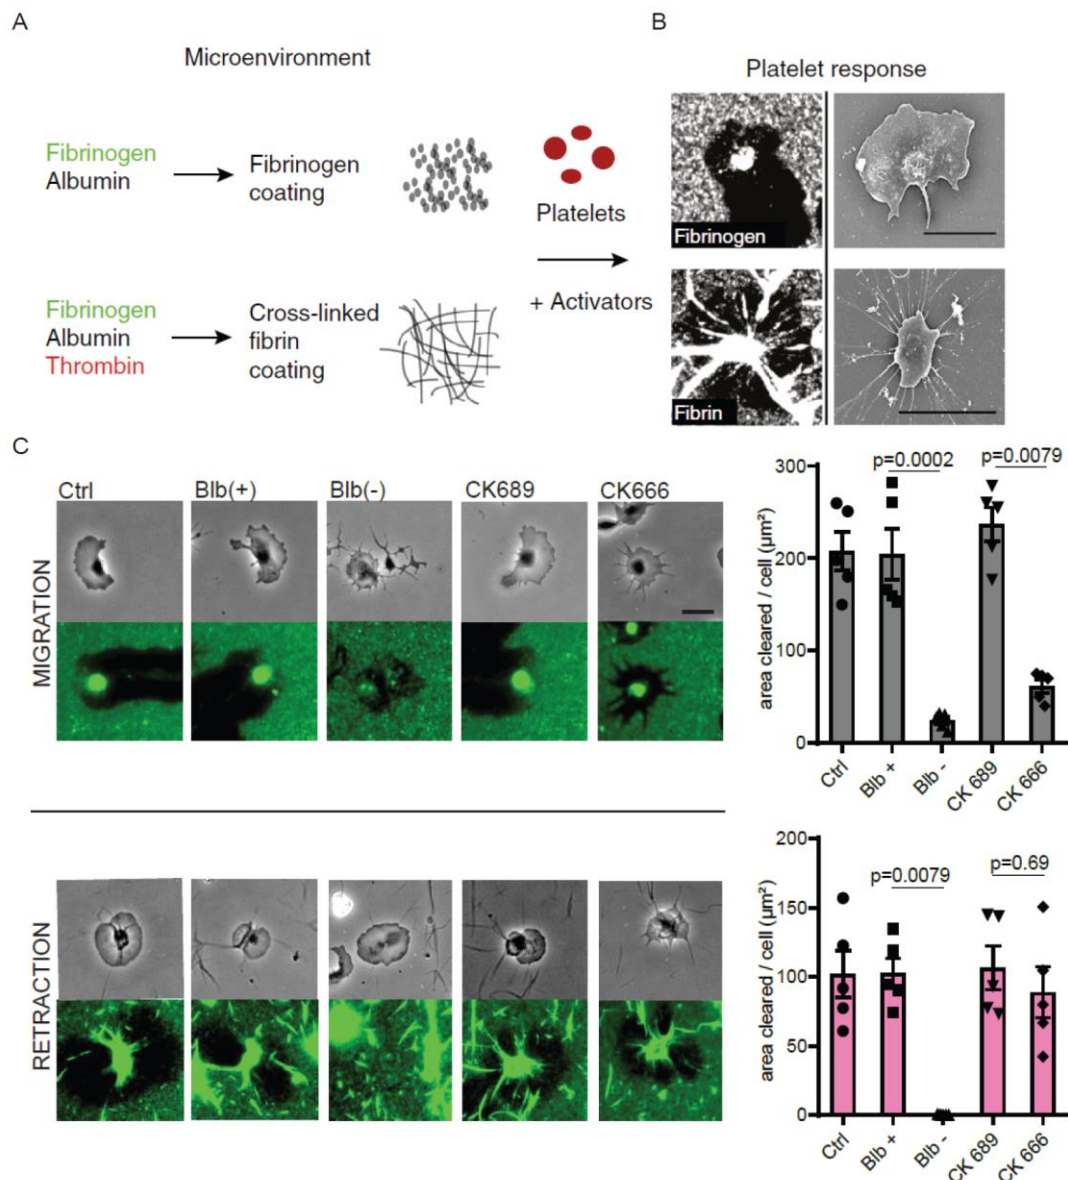 A
Microenvironment
Fibrinogen
Albumin
Fibrinogen
coating
Platelets
+ Activators
Fibrinogen
Albumin
Thrombin
Cross-linked
fibrin
coating
B
Platelet response
Fibrinogen
Fibrin
C
MIGRATION
Ctrl
Blb(+)
Blb(-)
CK689
CK666
RETRACTION
p=0.0002
p=0.0079
area cleared / cell (µm²)
300
200
100
0
Ctrl
Blb +
Blb -
CK 689
CK 666
p=0.0079
p=0.69
area cleared / cell (µm²)
200
150
100
50
0
Ctrl
Blb +
Blb -
CK 689
CK 666